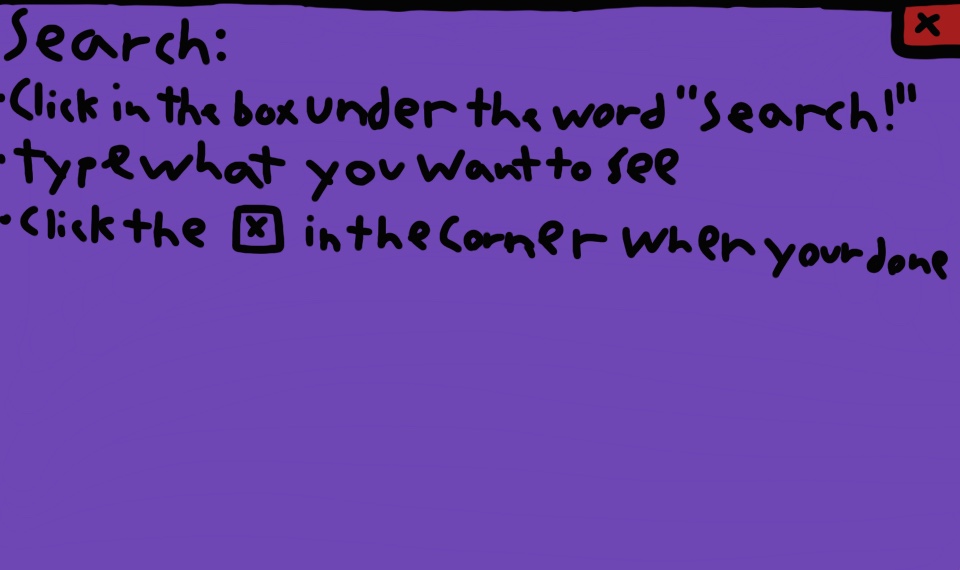 Search:
x
•Click in the box under the word "Search!"
•type what you want to see
•Click the x in the Corner when your done